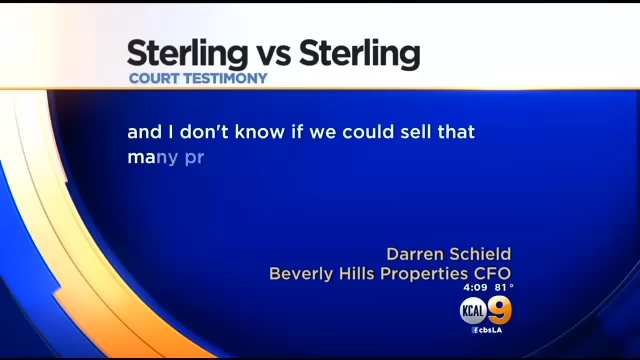 Sterling vs Sterling
COURT TESTIMONY
and I don't know if we could sell that
many pr
Darren Schield
Beverly Hills Properties CFO
4:09 81°
KCAL 9
cbsLA